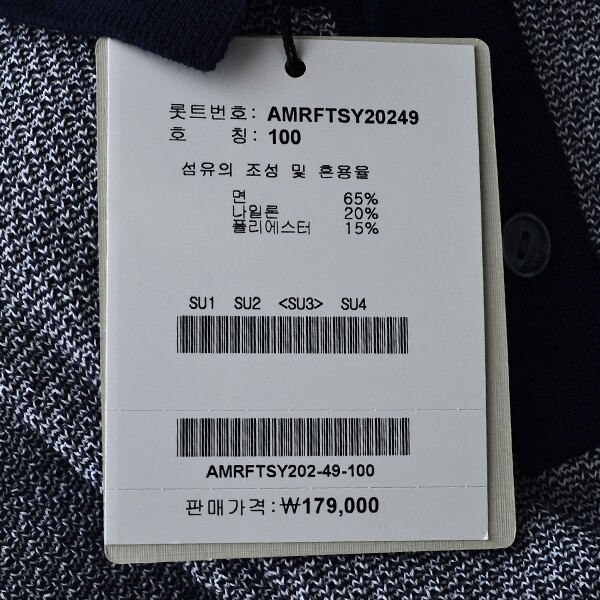 롯트번호: AMRFTSY20249
호 칭: 100
섬유의 조성 및 혼용율
면 65%
나일론 20%
폴리에스터 15%
SU1 SU2 <SU3> SU4
AMRFTSY202-49-100
판매가격:₩179,000